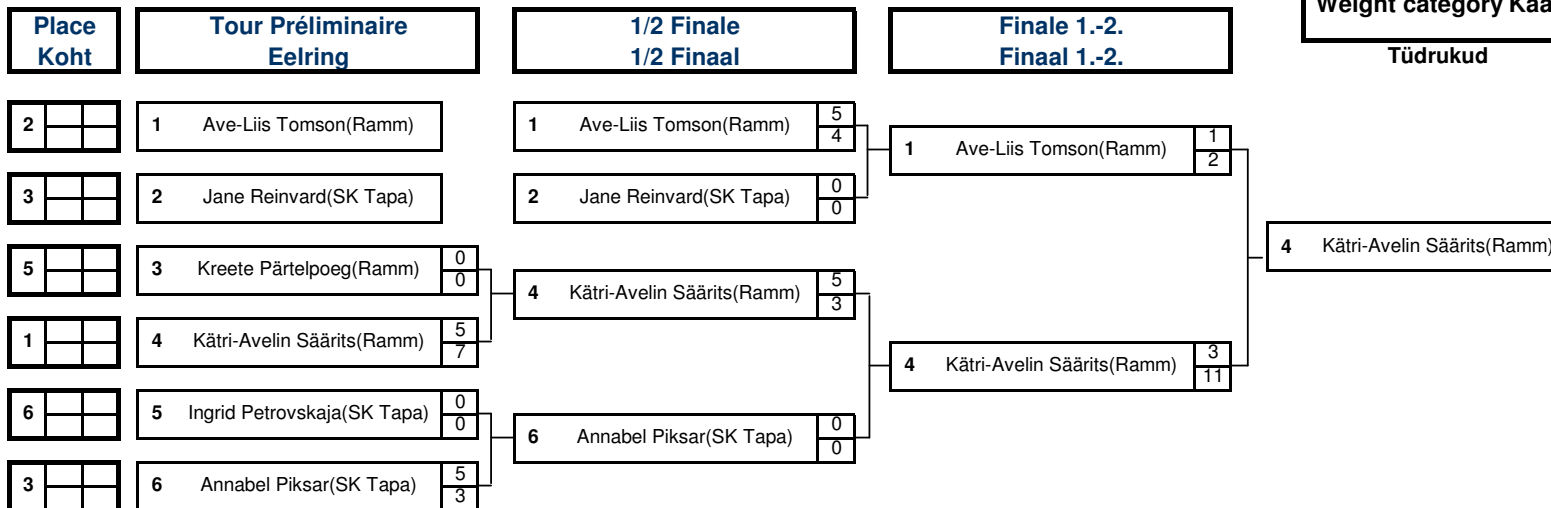 Place
Koht
Tour Préliminaire
Eelring
1/2 Finale
1/2 Finaal
Finale 1.-2.
Finaal 1.-2.
Weight category
Tüdrukud
2
1 Ave-Liis Tomson(Ramm)
1 Ave-Liis Tomson(Ramm) 5
4
1 Ave-Liis Tomson(Ramm) 1
2
3
2 Jane Reinvard(SK Tapa)
2 Jane Reinvard(SK Tapa) 0
0
4 Kätri-Avelin Säärits(Ramm)
5
3 Kreete Pärtelpoeg(Ramm) 0
0
4 Kätri-Avelin Säärits(Ramm) 5
3
1
4 Kätri-Avelin Säärits(Ramm) 5
7
4 Kätri-Avelin Säärits(Ramm) 3
11
6
5 Ingrid Petrovskaja(SK Tapa) 0
0
6 Annabel Piksar(SK Tapa) 0
0
3
6 Annabel Piksar(SK Tapa) 5
3